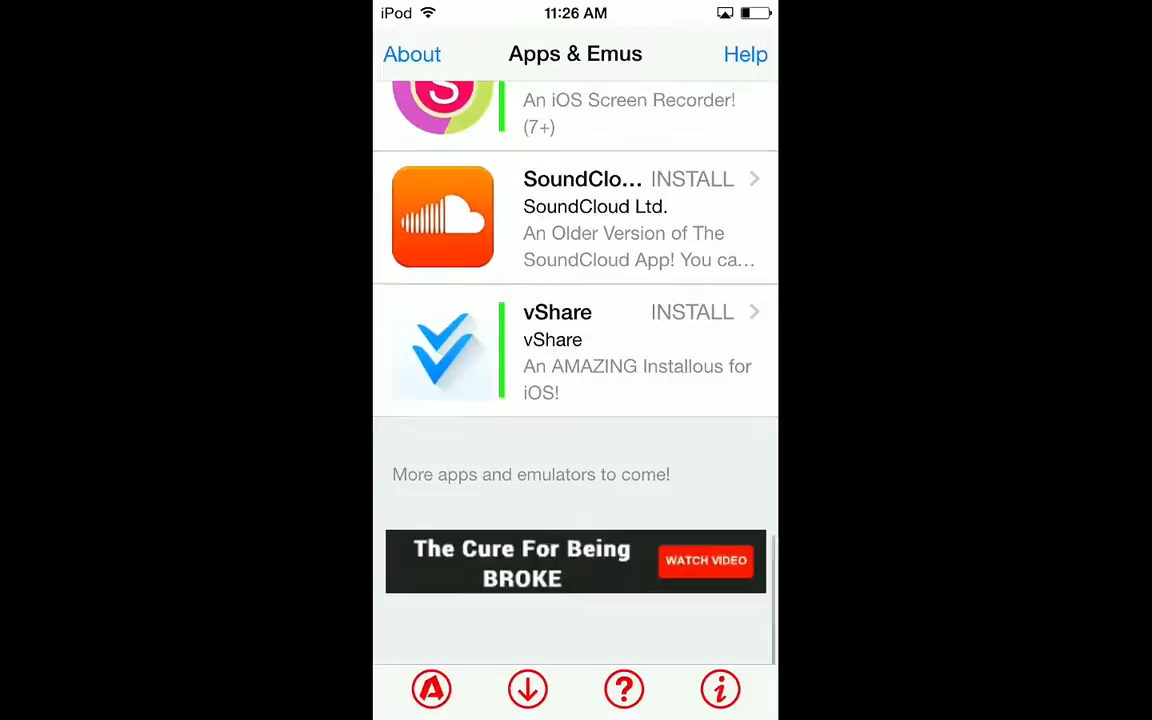 iPod
11:26 AM
About
Apps & Emus
Help
S
An iOS Screen Recorder!
(7+)
SoundClo... INSTALL
SoundCloud Ltd.
An Older Version of The
SoundCloud App! You ca...
vShare INSTALL
vShare
An AMAZING Installous for
iOS!
More apps and emulators to come!
The Cure For Being
BROKE
WATCH VIDEO
A
?
i